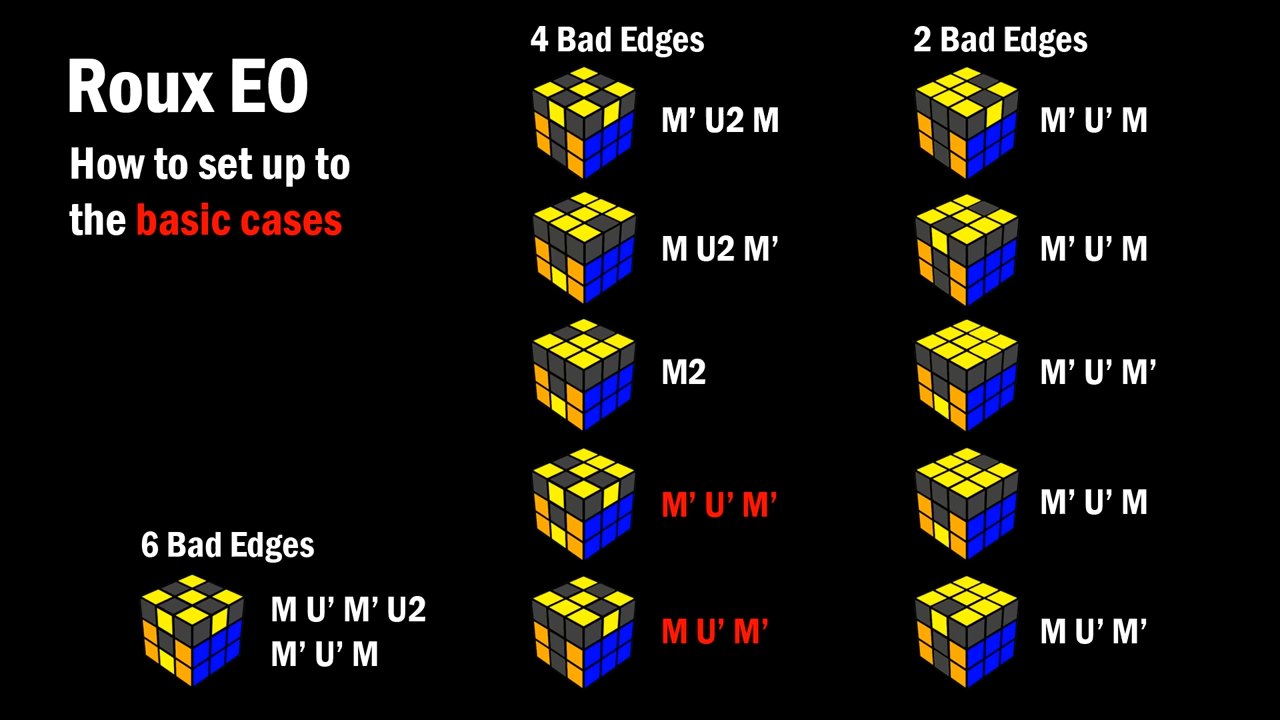 Roux EO
How to set up to
the basic cases
6 Bad Edges
M U’ M’ U2
M’ U’ M
4 Bad Edges
M’ U2 M
M U2 M’
M2
M’ U’ M’
M U’ M’
2 Bad Edges
M’ U’ M
M’ U’ M
M’ U’ M’
M’ U’ M
M U’ M’